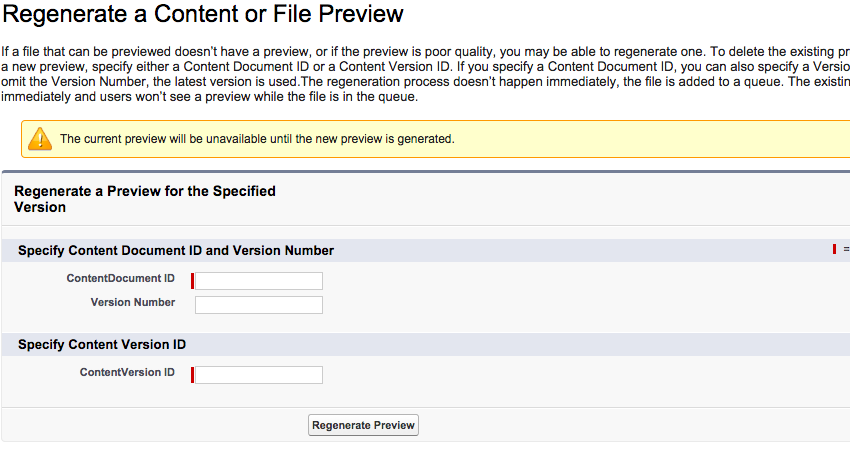 Regenerate a Content or File Preview
If a file that can be previewed doesn't have a preview, or if the preview is poor quality, you may be able to regenerate one. To delete the existing
a new preview, specify either a Content Document ID or a Content Version ID. If you specify a Content Document ID, you can also specify a
omit the Version Number, the latest version is used.The regeneration process doesn't happen immediately, the file is added to a queue. The
immediately and users won't see a preview while the file is in the queue.
The current preview will be unavailable until the new preview is generated.
Regenerate a Preview for the Specified
Version
Specify Content Document ID and Version Number
=
ContentDocument ID
Version Number
Specify Content Version ID
ContentVersion ID
Regenerate Preview